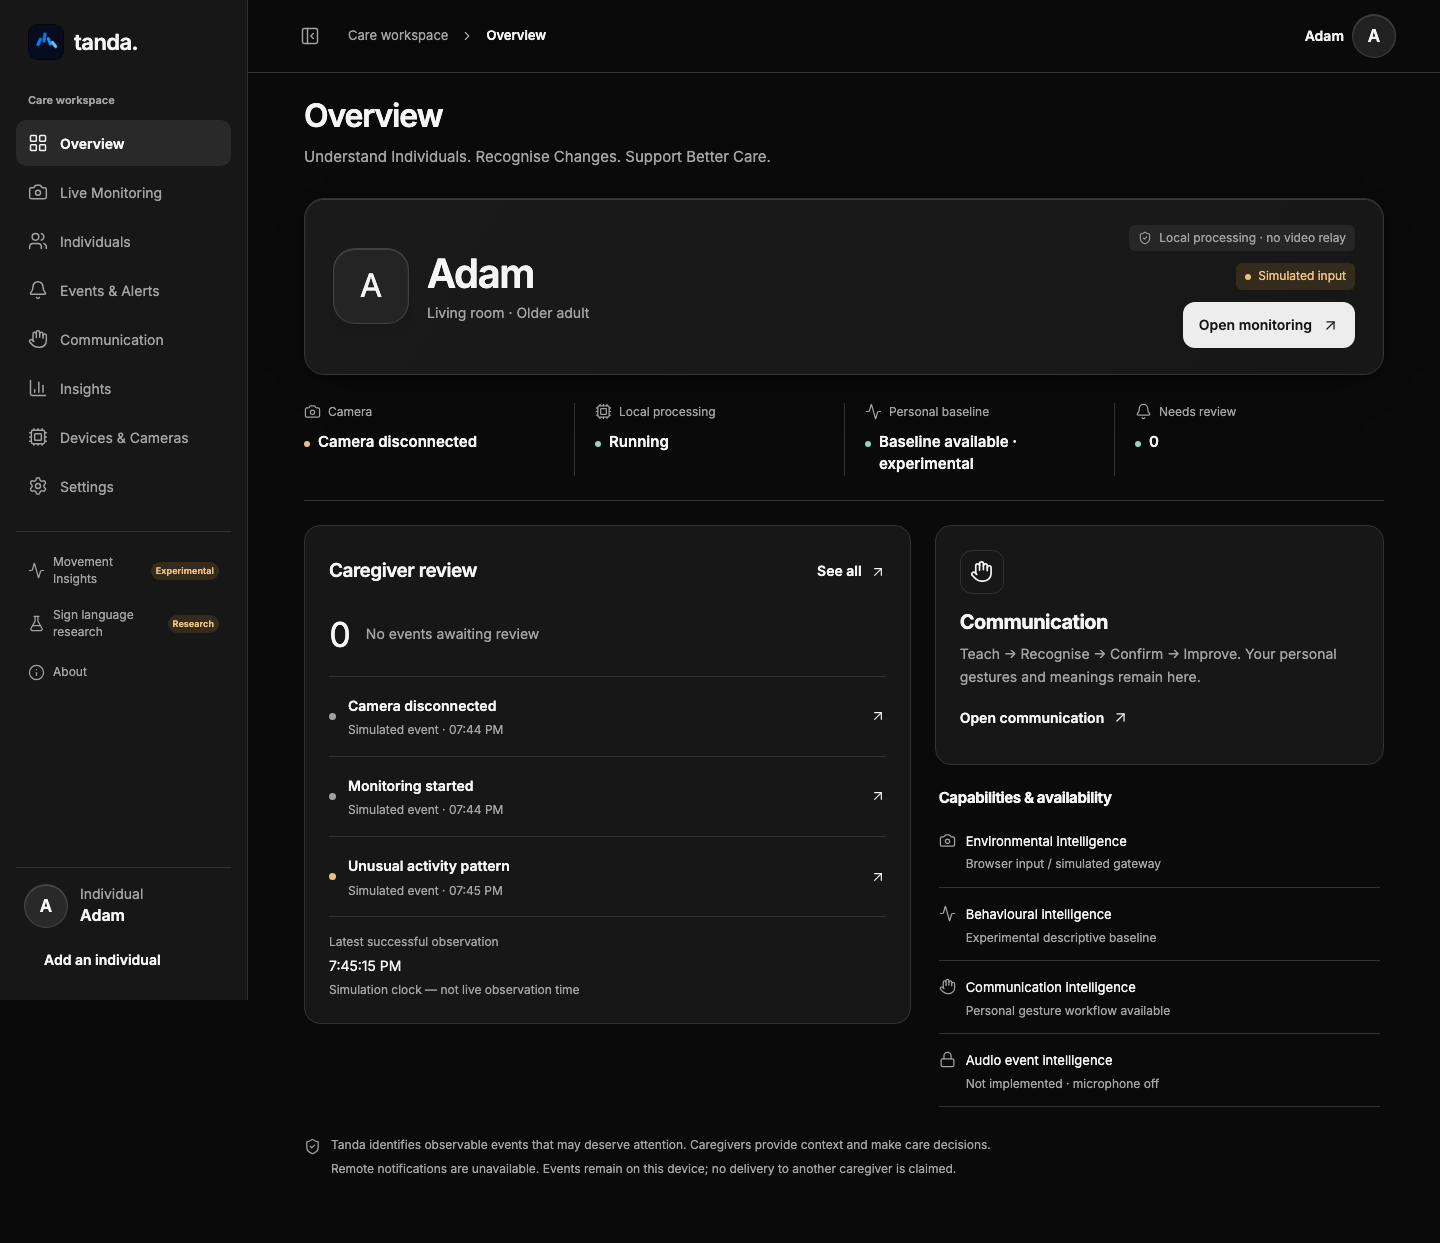 tanda.
Care workspace
Overview
Live Monitoring
Individuals
Events & Alerts
Communication
Insights
Devices & Cameras
Settings
Movement
Insights
Experimental
Sign language
research
Research
About
A
Individual
Adam
Add an individual
Care workspace > Overview
Adam
A
Overview
Understand Individuals. Recognise Changes. Support Better Care.
A
Adam
Living room · Older adult
Local processing · no video relay
Simulated input
Open monitoring
Camera
Camera disconnected
Local processing
Running
Personal baseline
Baseline available ·
experimental
Needs review
0
Caregiver review
See all
0 No events awaiting review
Camera disconnected
Simulated event · 07:44 PM
Monitoring started
Simulated event · 07:44 PM
Unusual activity pattern
Simulated event · 07:45 PM
Latest successful observation
7:45:15 PM
Simulation clock — not live observation time
Communication
Teach → Recognise → Confirm → Improve. Your personal
gestures and meanings remain here.
Open communication
Capabilities & availability
Environmental intelligence
Browser input / simulated gateway
Behavioural intelligence
Experimental descriptive baseline
Communication intelligence
Personal gesture workflow available
Audio event intelligence
Not implemented · microphone off
Tanda identifies observable events that may deserve attention. Caregivers provide context and make care decisions.
Remote notifications are unavailable. Events remain on this device; no delivery to another caregiver is claimed.